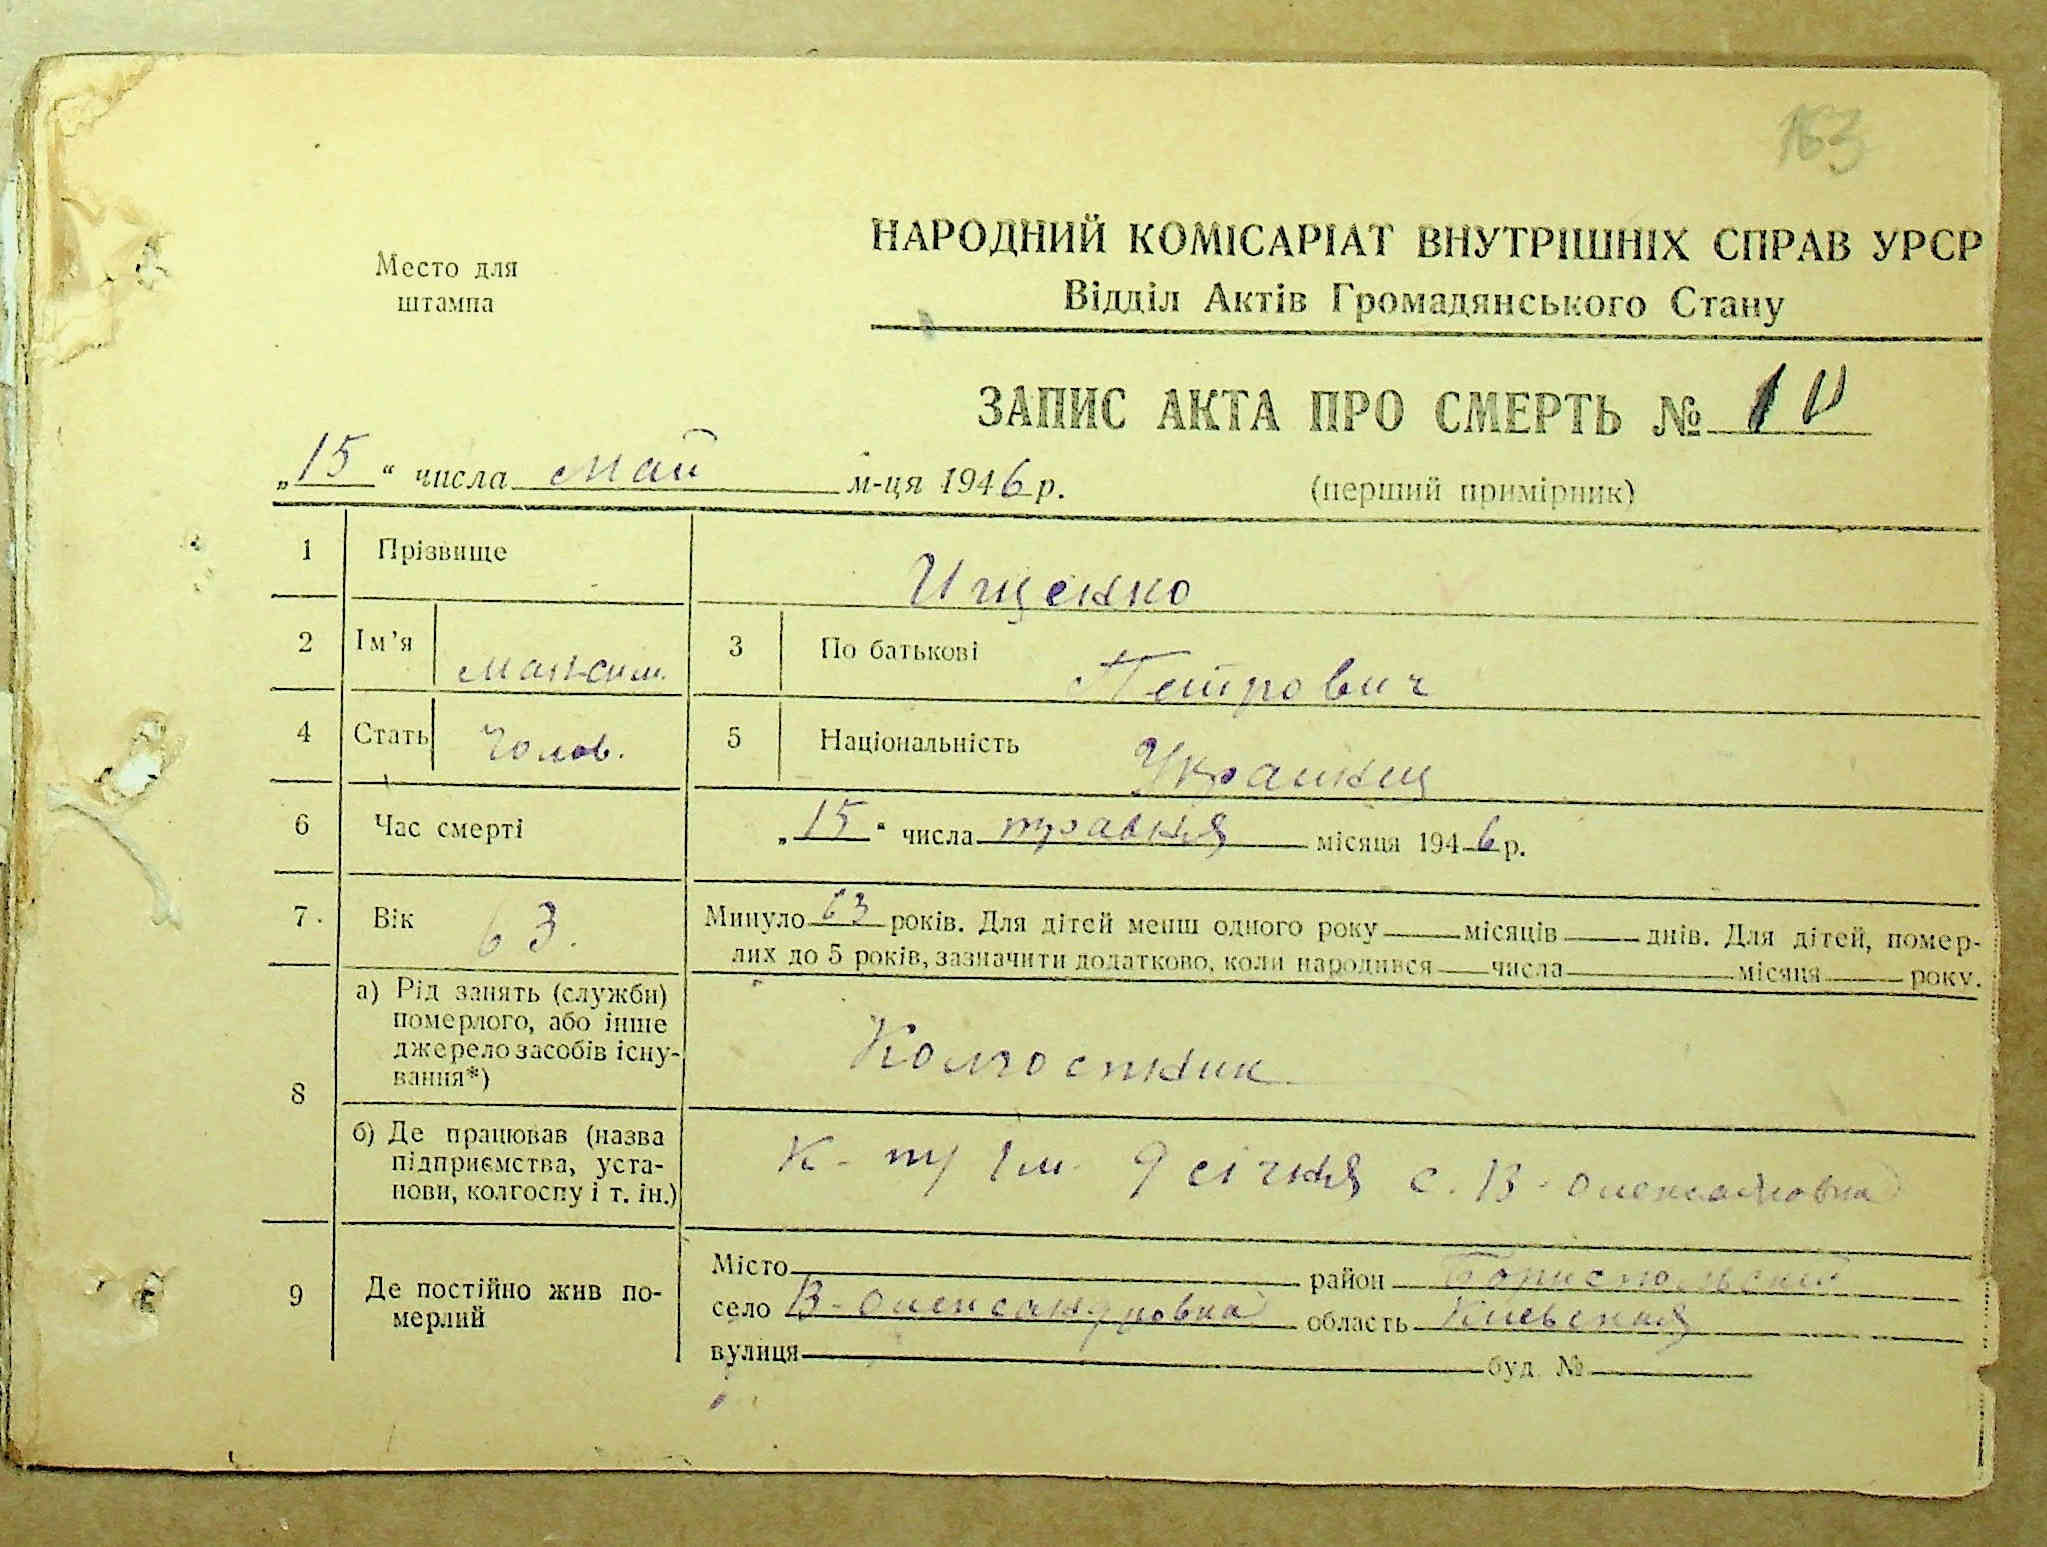 163
Место для
штампа
НАРОДНИЙ КОМІСАРІАТ ВНУТРІШНІХ СПРАВ УРСР
Відділ Актів Громадянського Стану
ЗАПИС АКТА ПРО СМЕРТЬ №
„15“ числа май м-ця 1946 р.
(перший примірник)
1 Прізвище Ищенко
2 Ім’я Максим 3 По батькові Петрович
4 Стать Голов. 5 Національність Украинец
6 Час смерті „15“ числа травня місяця 1946 р.
7 Вік 63. Минуло 63 років. Для дітей менш одного року місяців днів. Для дітей, помер-
лих до 5 років, зазначити додатково, коли народився числа місяця року.
8 а) Рід занять (служби)
померлого, або інше
джерело засобів існу-
вання*)
Колгоспник
б) Де працював (назва
підприємства, уста-
нови, колгоспу і т. ін.)
К-тр Ім. 9 січня с. В-
9 Де постійно жив по-
мерлий
Місто район Бориспольский
село В-Олександровка область Киевская
вулиця буд. №